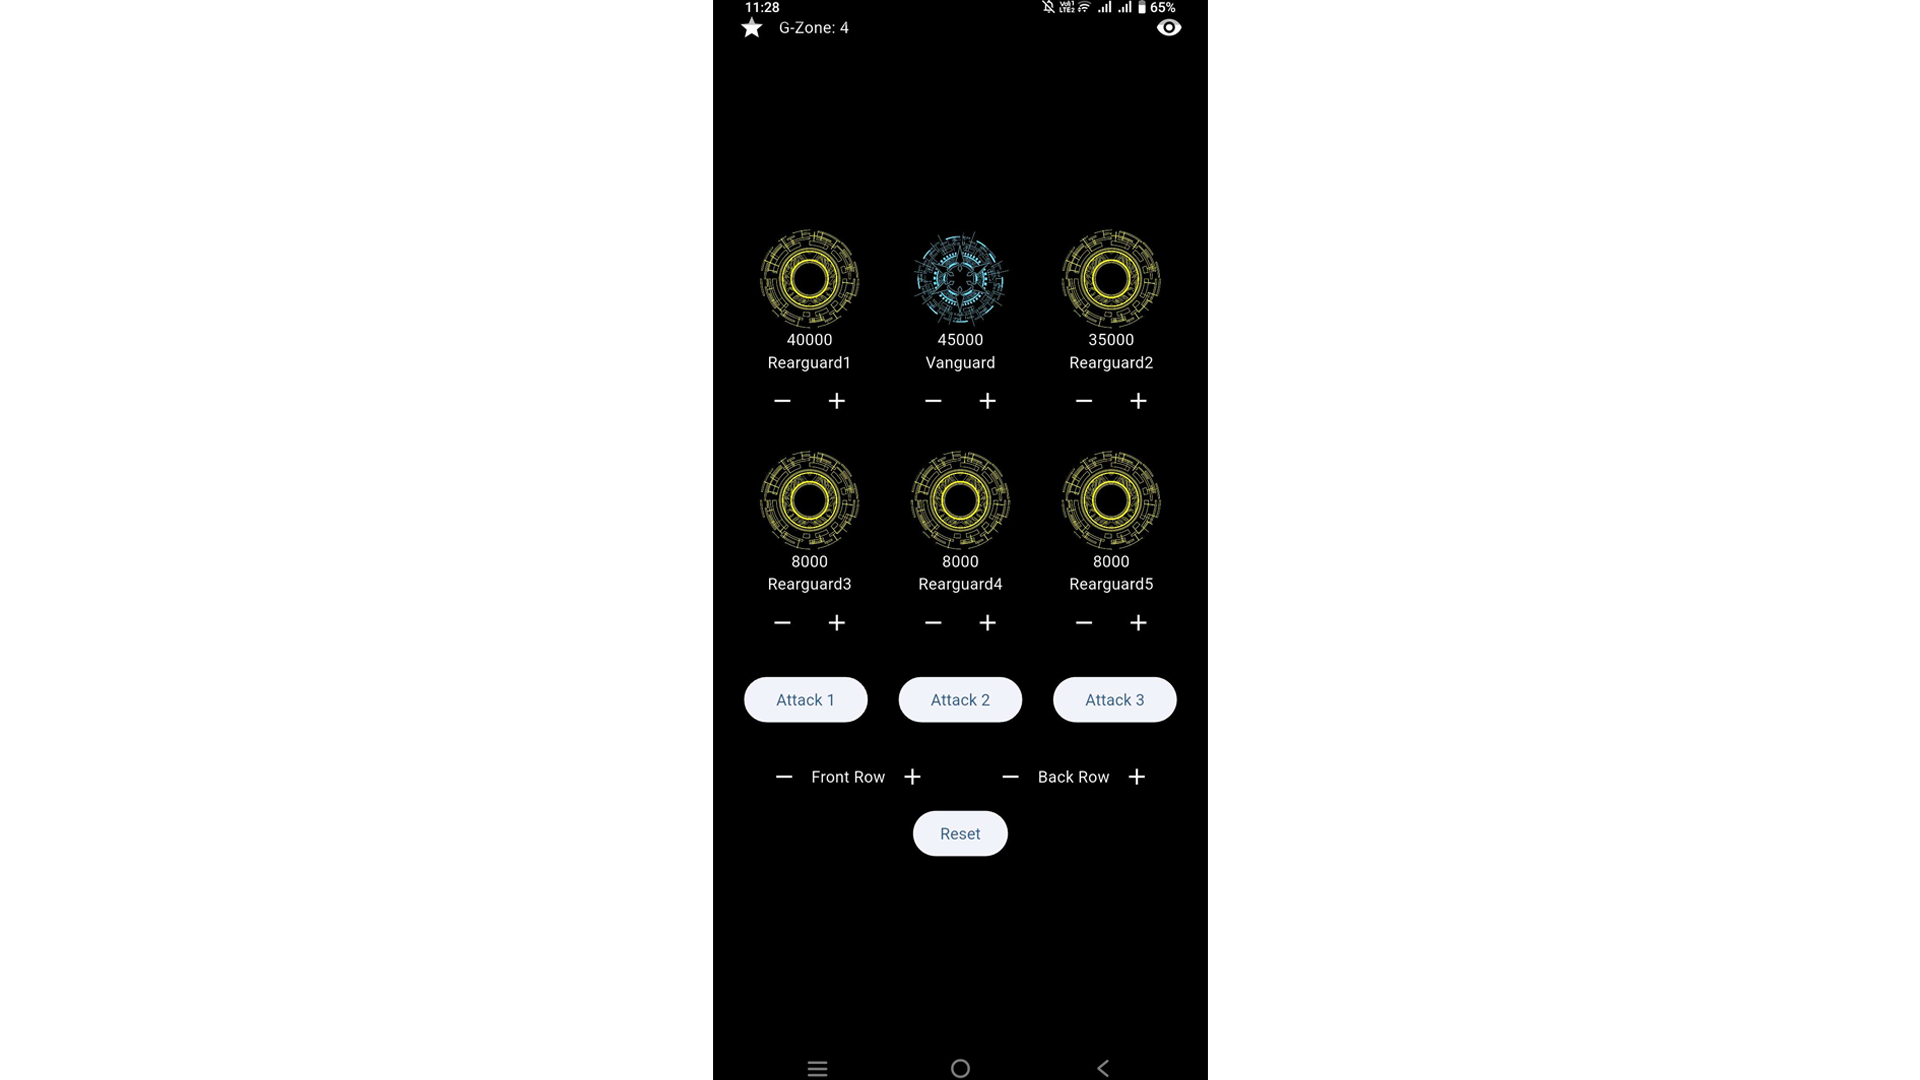 11:28 65%
G-Zone: 4
40000 45000 35000
Rearguard1 Vanguard Rearguard2
8000 8000 8000
Rearguard3 Rearguard4 Rearguard5
Attack 1 Attack 2 Attack 3
Front Row Back Row
Reset